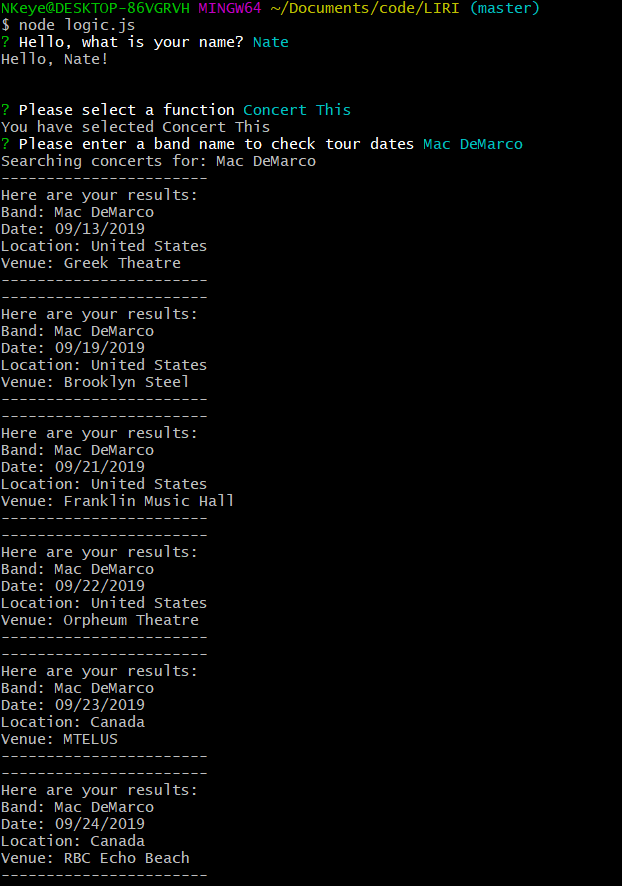 NKeye@DESKTOP-86VGRVH MINGW64 ~/Documents/code/LIRI (master)
$ node logic.js
? Hello, what is your name? Nate
Hello, Nate!
? Please select a function Concert This
You have selected Concert This
? Please enter a band name to check tour dates Mac DeMarco
Searching concerts for: Mac DeMarco
-----------------------
Here are your results:
Band: Mac DeMarco
Date: 09/13/2019
Location: United States
Venue: Greek Theatre
-----------------------
-----------------------
Here are your results:
Band: Mac DeMarco
Date: 09/19/2019
Location: United States
Venue: Brooklyn Steel
-----------------------
-----------------------
Here are your results:
Band: Mac DeMarco
Date: 09/21/2019
Location: United States
Venue: Franklin Music Hall
-----------------------
-----------------------
Here are your results:
Band: Mac DeMarco
Date: 09/22/2019
Location: United States
Venue: Orpheum Theatre
-----------------------
-----------------------
Here are your results:
Band: Mac DeMarco
Date: 09/23/2019
Location: Canada
Venue: MTELUS
-----------------------
-----------------------
Here are your results:
Band: Mac DeMarco
Date: 09/24/2019
Location: Canada
Venue: RBC Echo Beach
-----------------------